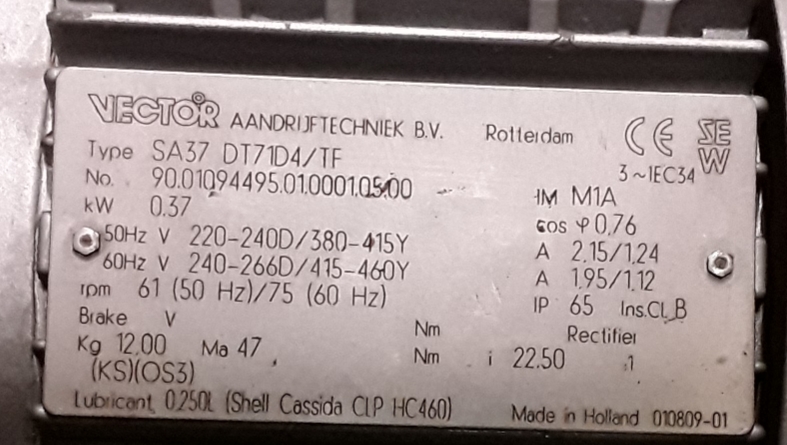 VECTOR AANDRIJFTECHNIEK B.V. Rotterdam CE SEW
Type SA37 DT71D4/TF 3~IEC34
No. 90.01094495.01.0001.05.00 IM M1A
kW 0.37 cos φ 0,76
50Hz V 220-240D/380-415Y A 2.15/1.24
60Hz V 240-266D/415-460Y A 1.95/1.12
rpm 61 (50 Hz)/75 (60 Hz) IP 65 Ins.Cl. B
Brake V Nm Rectifier
Kg 12.00 Ma 47 Nm i 22.50 :1
(KS)(OS3)
Lubricant 0.250L (Shell Cassida CLP HC460) Made in Holland 010809-01